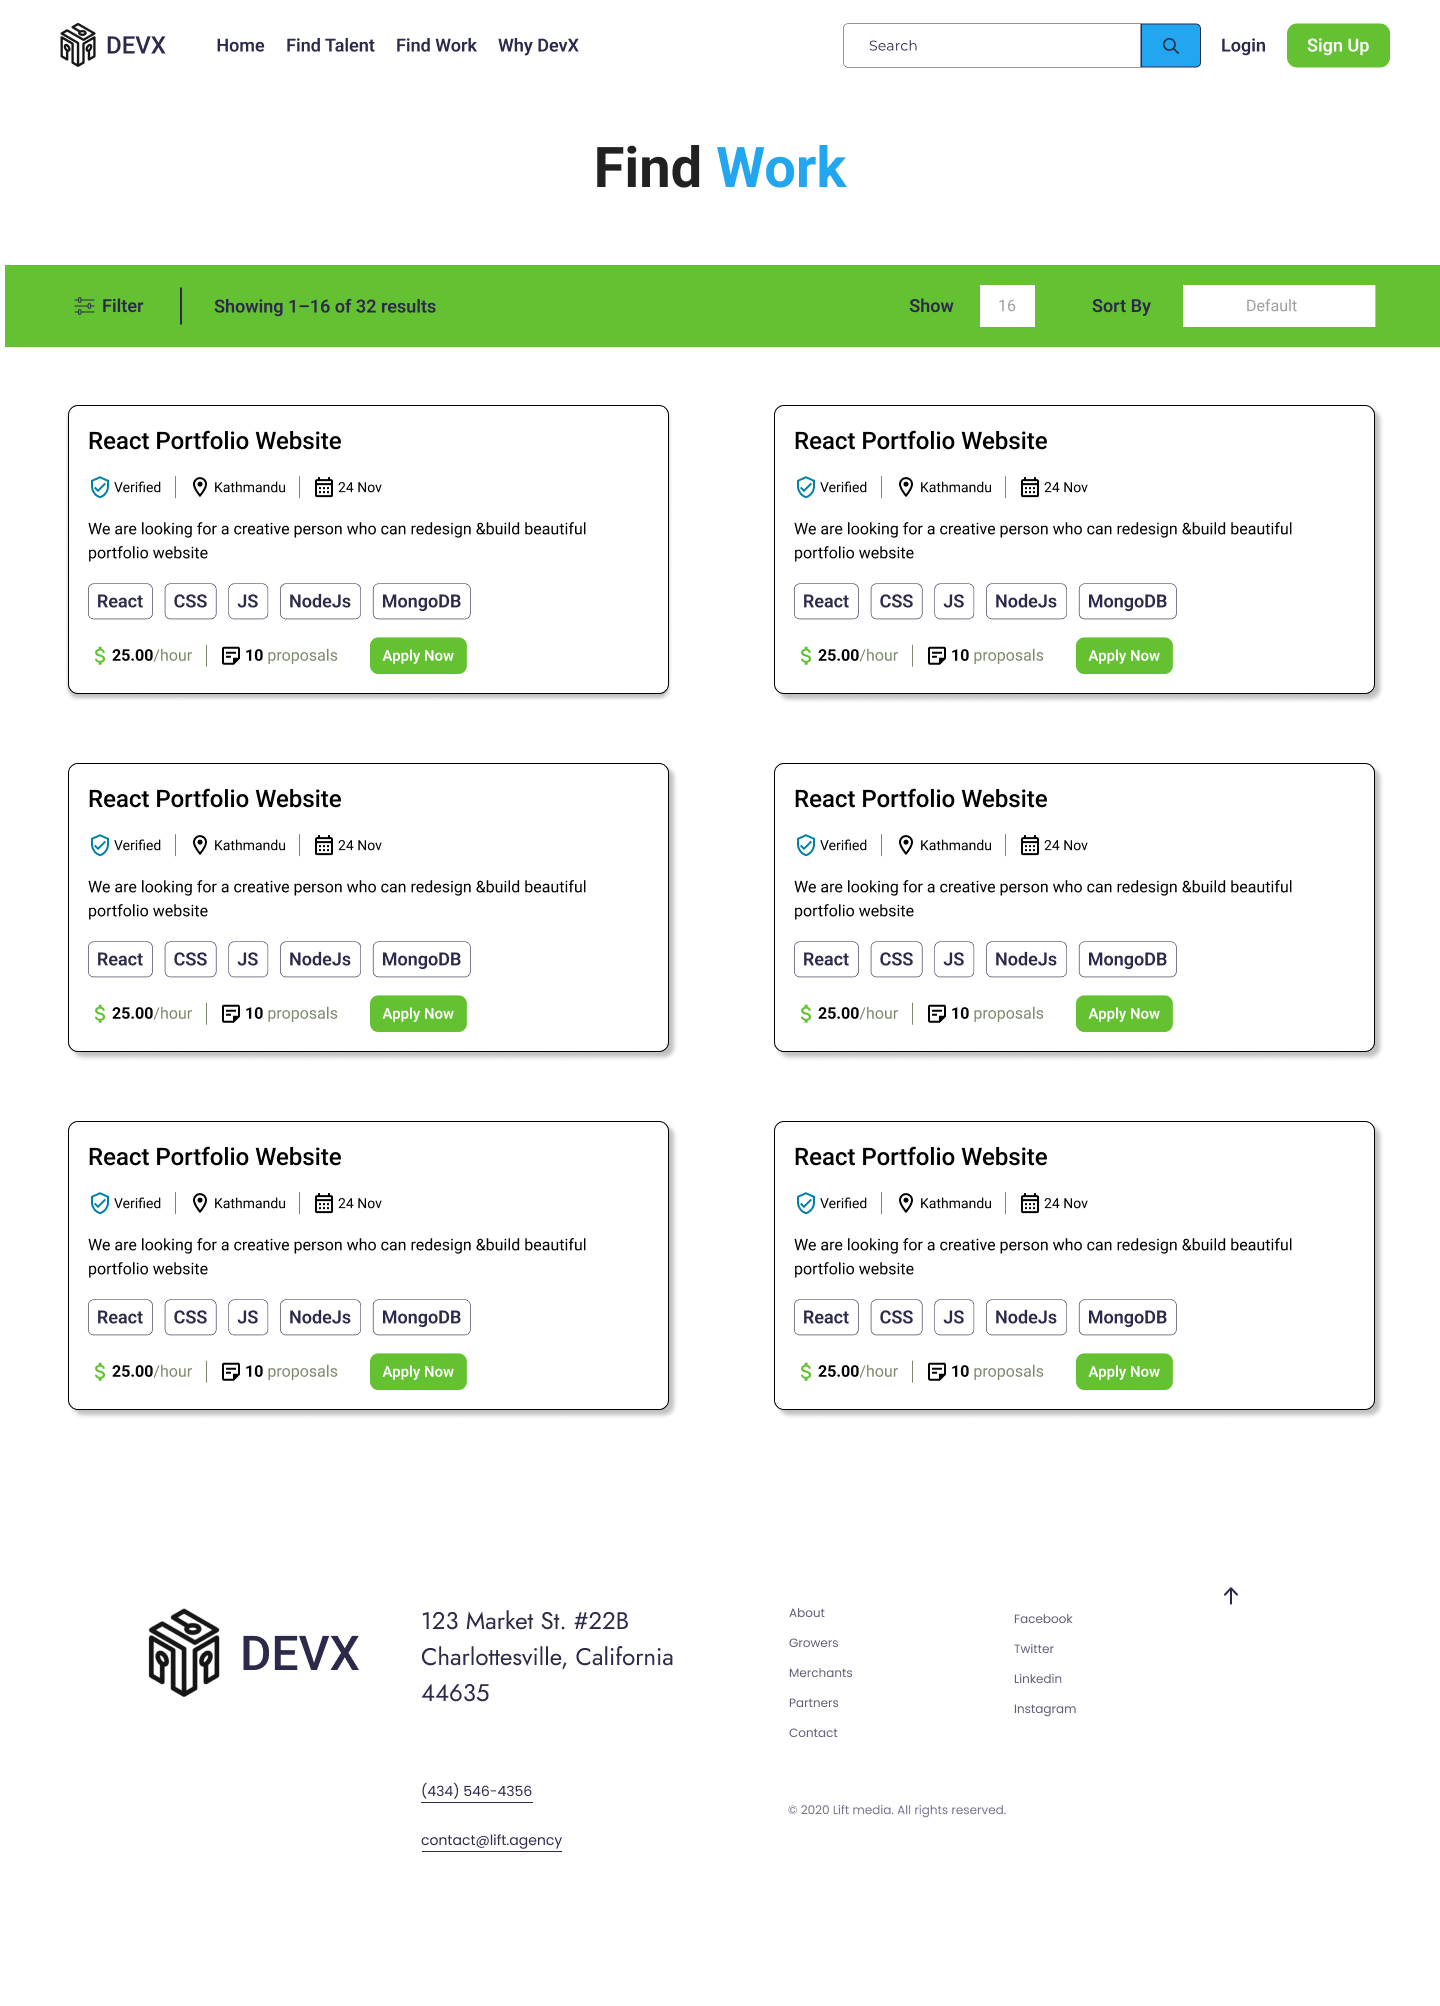 DEVX Home Find Talent Find Work Why DevX Search Login Sign Up
Find Work
Filter Showing 1–16 of 32 results Show 16 Sort By Default
React Portfolio Website
Verified Kathmandu 24 Nov
We are looking for a creative person who can redesign &build beautiful
portfolio website
React CSS JS NodeJs MongoDB
$ 25.00/hour 10 proposals Apply Now
React Portfolio Website
Verified Kathmandu 24 Nov
We are looking for a creative person who can redesign &build beautiful
portfolio website
React CSS JS NodeJs MongoDB
$ 25.00/hour 10 proposals Apply Now
React Portfolio Website
Verified Kathmandu 24 Nov
We are looking for a creative person who can redesign &build beautiful
portfolio website
React CSS JS NodeJs MongoDB
$ 25.00/hour 10 proposals Apply Now
React Portfolio Website
Verified Kathmandu 24 Nov
We are looking for a creative person who can redesign &build beautiful
portfolio website
React CSS JS NodeJs MongoDB
$ 25.00/hour 10 proposals Apply Now
React Portfolio Website
Verified Kathmandu 24 Nov
We are looking for a creative person who can redesign &build beautiful
portfolio website
React CSS JS NodeJs MongoDB
$ 25.00/hour 10 proposals Apply Now
React Portfolio Website
Verified Kathmandu 24 Nov
We are looking for a creative person who can redesign &build beautiful
portfolio website
React CSS JS NodeJs MongoDB
$ 25.00/hour 10 proposals Apply Now
DEVX
123 Market St. #22B
Charlottesville, California
44635
(434) 546-4356
contact@lift.agency
About
Growers
Merchants
Partners
Contact
Facebook
Twitter
Linkedin
Instagram
© 2020 Lift media. All rights reserved.